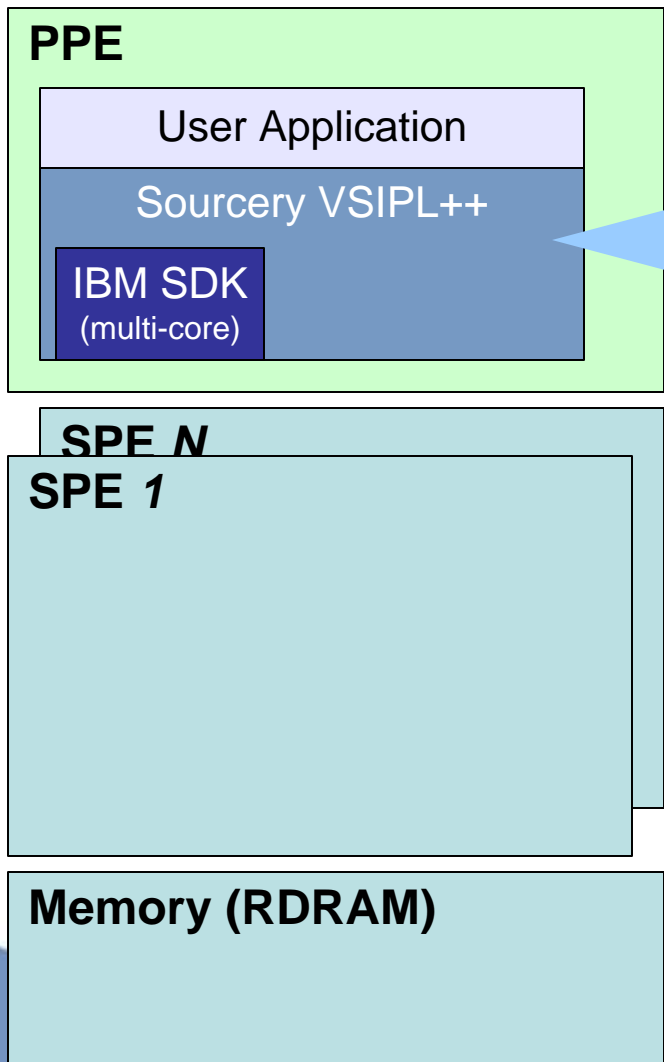 PPE
User Application
Sourcery VSIPL++
IBM SDK
(multi-core)
SPE N
SPE 1
Memory (RDRAM)